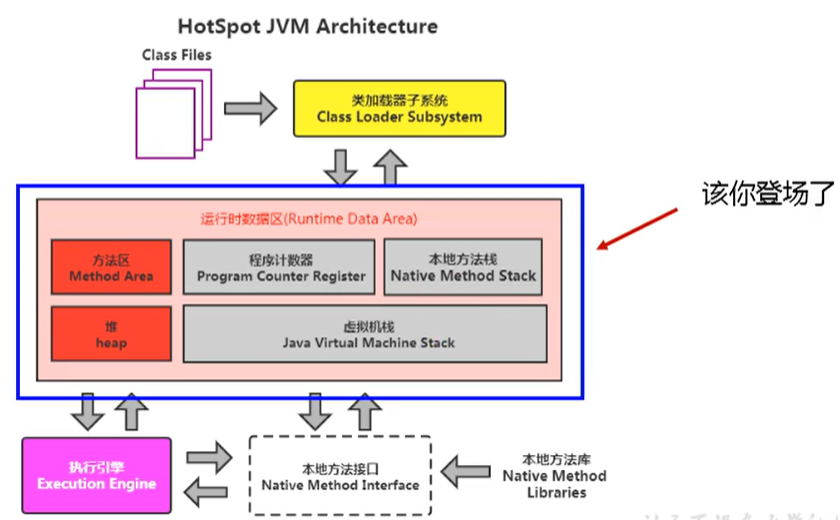 HotSpot JVM Architecture
Class Files
类加载器子系统
Class Loader Subsystem
该你登场了
运行时数据区(Runtime Data Area)
方法区
Method Area
程序计数器
Program Counter Register
本地方法栈
Native Method Stack
堆
heap
虚拟机栈
Java Virtual Machine Stack
执行引擎
Execution Engine
本地方法接口
Native Method Interface
本地方法库
Native Method
Libraries